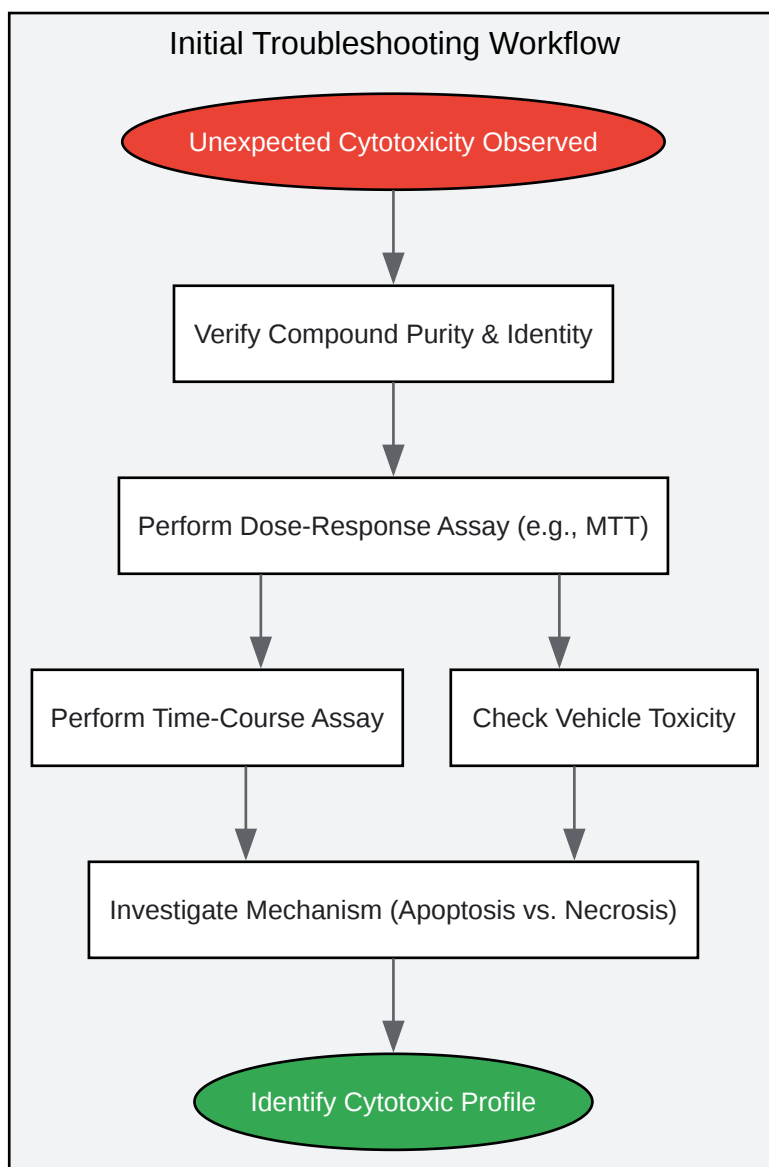 Initial Troubleshooting Workflow
Unexpected Cytotoxicity Observed
Verify Compound Purity & Identity
Perform Dose-Response Assay (e.g., MTT)
Perform Time-Course Assay
Check Vehicle Toxicity
Investigate Mechanism (Apoptosis vs. Necrosis)
Identify Cytotoxic Profile